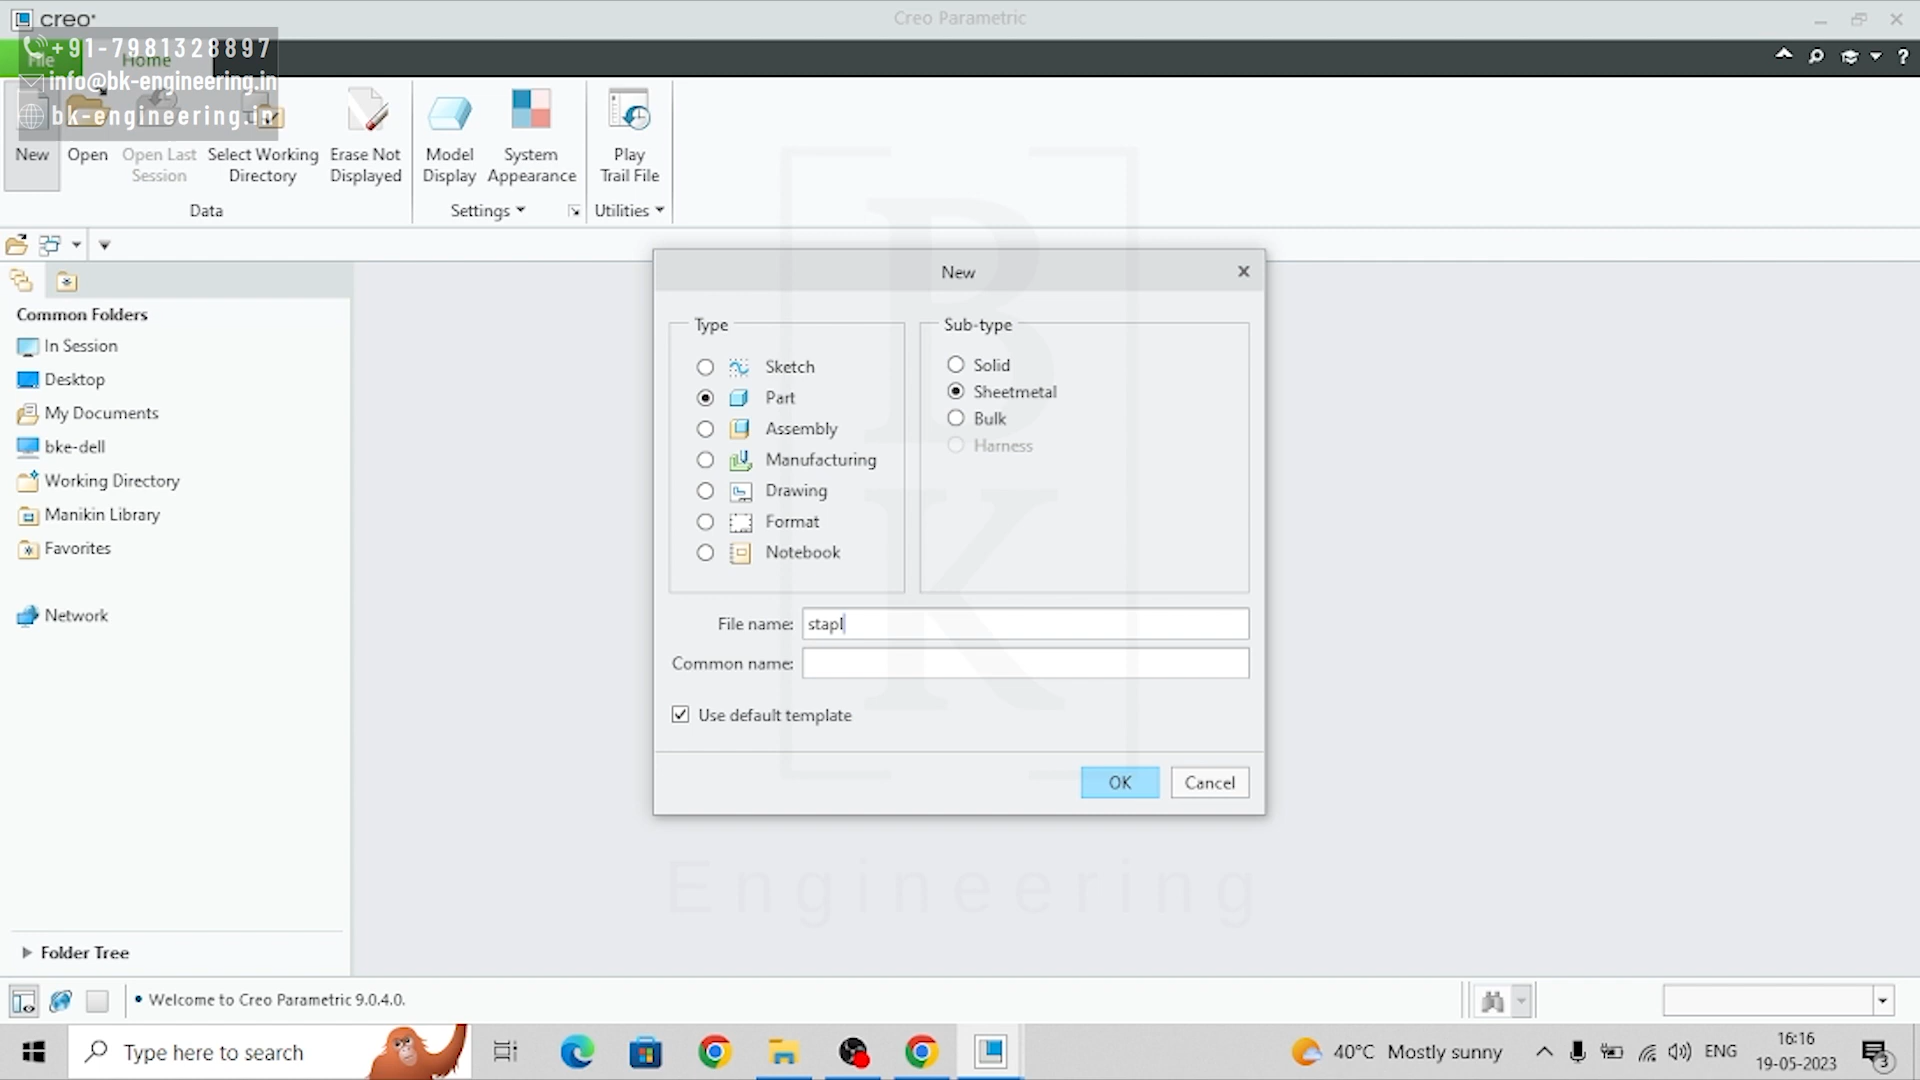 creo
Creo Parametric
+91-7981328897
File
Home
info@bk-engineering.in
bk-engineering.in
New
Open
Open Last
Session
Select Working
Directory
Erase Not
Displayed
Model
Display
System
Appearance
Play
Trail File
Data
Settings
Utilities
Common Folders
In Session
Desktop
My Documents
bke-dell
Working Directory
Manikin Library
Favorites
Network
Folder Tree
New
Type
Sketch
Part
Assembly
Manufacturing
Drawing
Format
Notebook
Sub-type
Solid
Sheetmetal
Bulk
Harness
File name: stapl
Common name:
Use default template
OK
Cancel
BK
Engineering
• Welcome to Creo Parametric 9.0.4.0.
Type here to search
40°C Mostly sunny
ENG
16:16
19-05-2023
3